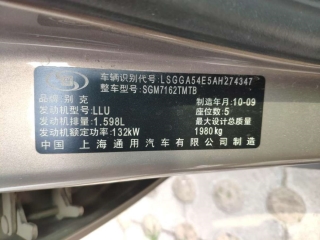 车辆识别代号:LSGGA54E5AH274347
整车型号:SGM7162TMTB
品牌 别克 制造年月:10-09
发动机型号:LLU 座位数:5
发动机排量:1.598L 最大设计总质量
发动机额定功率:132kW 1980kg
中国 上海通用汽车有限公司制造